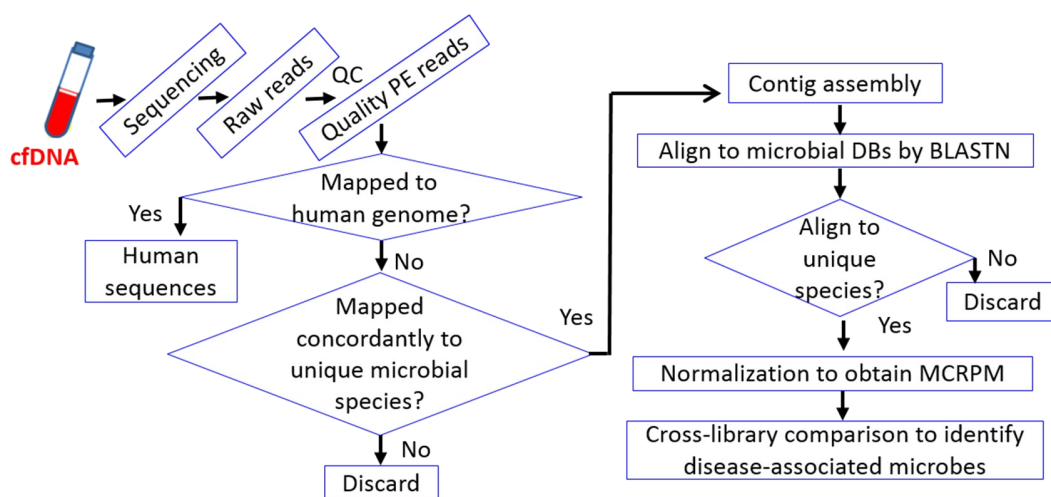 cfDNA
Sequencing
Raw reads
QC
Quality PE reads
Mapped to
human genome?
Yes
Human
sequences
No
Mapped
concordantly to
unique microbial
species?
Yes
No
Discard
Contig assembly
Align to microbial DBs by BLASTN
Align to
unique
species?
No
Discard
Yes
Normalization to obtain MCRPM
Cross-library comparison to identify
disease-associated microbes